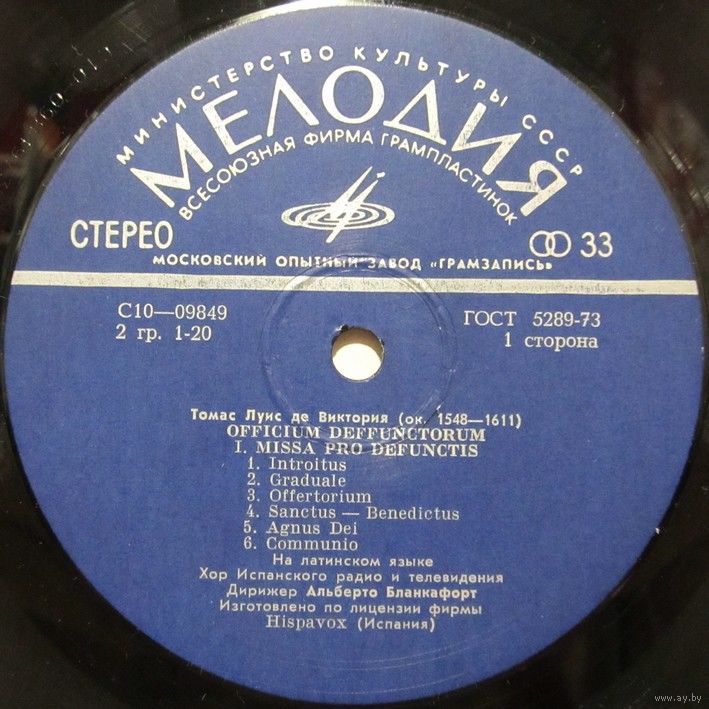 МИНИСТЕРСТВО КУЛЬТУРЫ СССР
МЕЛОДИЯ
ВСЕСОЮЗНАЯ ФИРМА ГРАМПЛАСТИНОК
СТЕРЕО
33
МОСКОВСКИЙ ОПЫТНЫЙ ЗАВОД «ГРАМЗАПИСЬ»
С10—09849
2 гр. 1-20
ГОСТ 5289-73
1 сторона
Томас Луис де Виктория (ок. 1548—1611)
OFFICIUM DEFFUNCTORUM
I. MISSA PRO DEFUNCTIS
1. Introitus
2. Graduale
3. Offertorium
4. Sanctus — Benedictus
5. Agnus Dei
6. Communio
На латинском языке
Хор Испанского радио и телевидения
Дирижер Альберто Бланкафорт
Изготовлено по лицензии фирмы
Hispavox (Испания)
www.ay.by